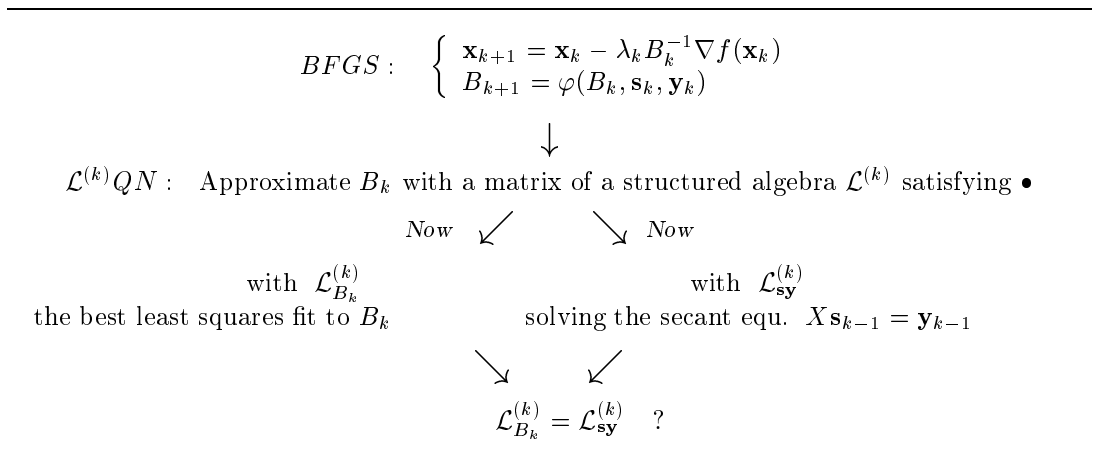 BFGS : { x_{k+1} = x_k − λ_k B_k^{−1} ∇f(x_k)
B_{k+1} = φ(B_k, s_k, y_k)
↓
ℒ^{(k)}QN : Approximate B_k with a matrix of a structured algebra ℒ^{(k)} satisfying •
Now ↙ ↘ Now
with ℒ^{(k)}_{B_k} with ℒ^{(k)}_{sy}
the best least squares fit to B_k solving the secant equ. Xs_{k−1} = y_{k−1}
↘ ↙
ℒ^{(k)}_{B_k} = ℒ^{(k)}_{sy} ?